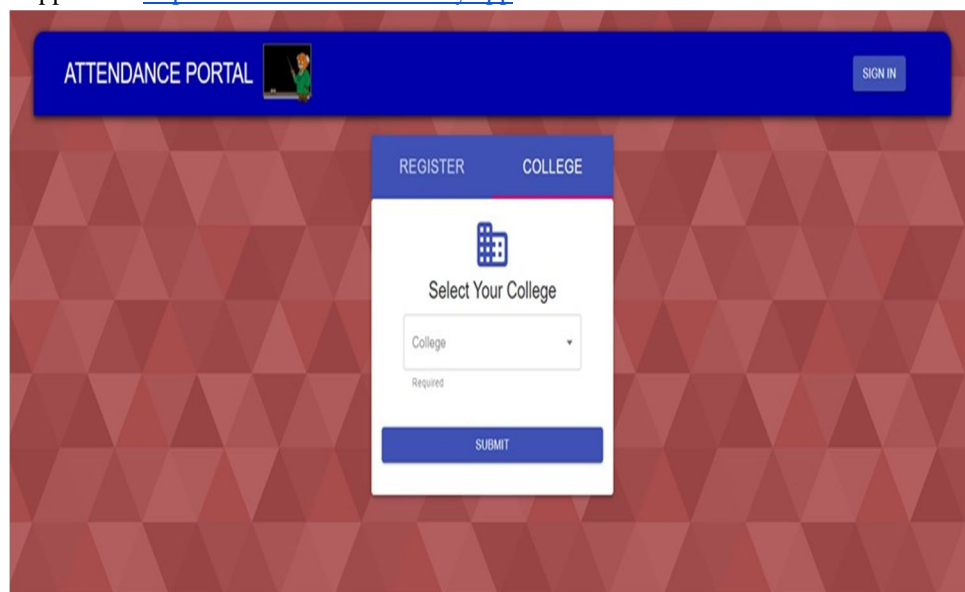 ATTENDANCE PORTAL
SIGN IN
REGISTER COLLEGE
Select Your College
College
Required
SUBMIT